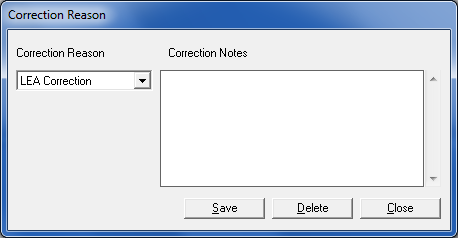 Correction Reason
Correction Reason Correction Notes
LEA Correction
Save Delete Close